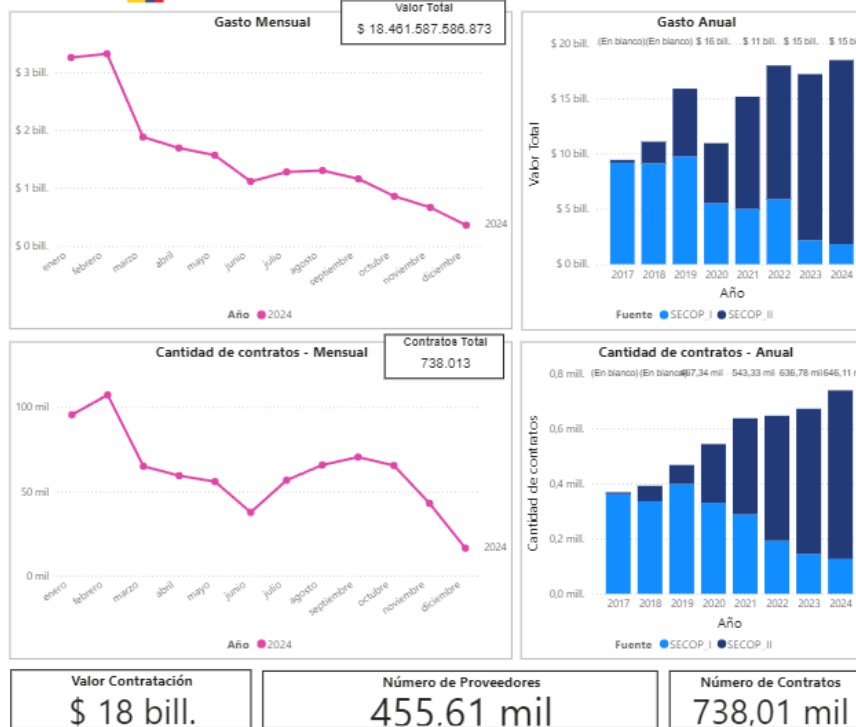 Gasto Mensual
Valor Total
$ 18.461.587.586.873
$ 3 bill.
$ 2 bill.
$ 1 bill.
$ 0 bill.
2024
enero
febrero
marzo
abril
mayo
junio
julio
agosto
septiembre
octubre
noviembre
diciembre
Año 2024
Gasto Anual
$ 20 bill.
(En blanco) (En blanco) $ 16 bill. $ 11 bill. $ 15 bill. $ 15
Valor Total
$ 15 bill.
$ 10 bill.
$ 5 bill.
$ 0 bill.
2017 2018 2019 2020 2021 2022 2023 2024
Año
Fuente SECOP_I SECOP_II
Cantidad de contratos - Mensual
Contratos Total
738.013
100 mil
50 mil
0 mil
2024
enero
febrero
marzo
abril
mayo
junio
julio
agosto
septiembre
octubre
noviembre
diciembre
Año 2024
Cantidad de contratos - Anual
0,8 mill.
(En blanco) (En blanco) 543,33 mil 636,78 mil 646,11
Cantidad de contratos
0,6 mill.
0,4 mill.
0,2 mill.
0,0 mill.
2017 2018 2019 2020 2021 2022 2023 2024
Año
Fuente SECOP_I SECOP_II
Valor Contratación
$ 18 bill.
Número de Proveedores
455,61 mil
Número de Contratos
738,01 mil